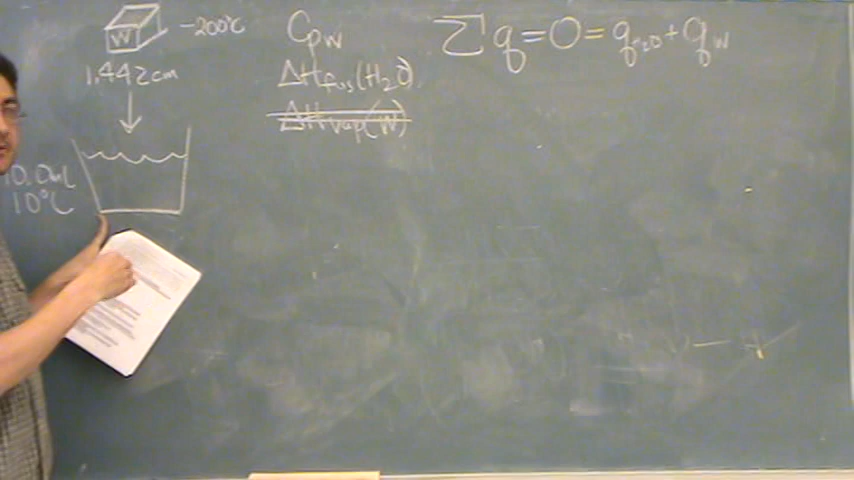 W -200°C
1.442cm
10.0mL
10°C
Cpw
ΔHfus(H₂O)
ΔHvap(W)
Σq=0=qH₂O+qw